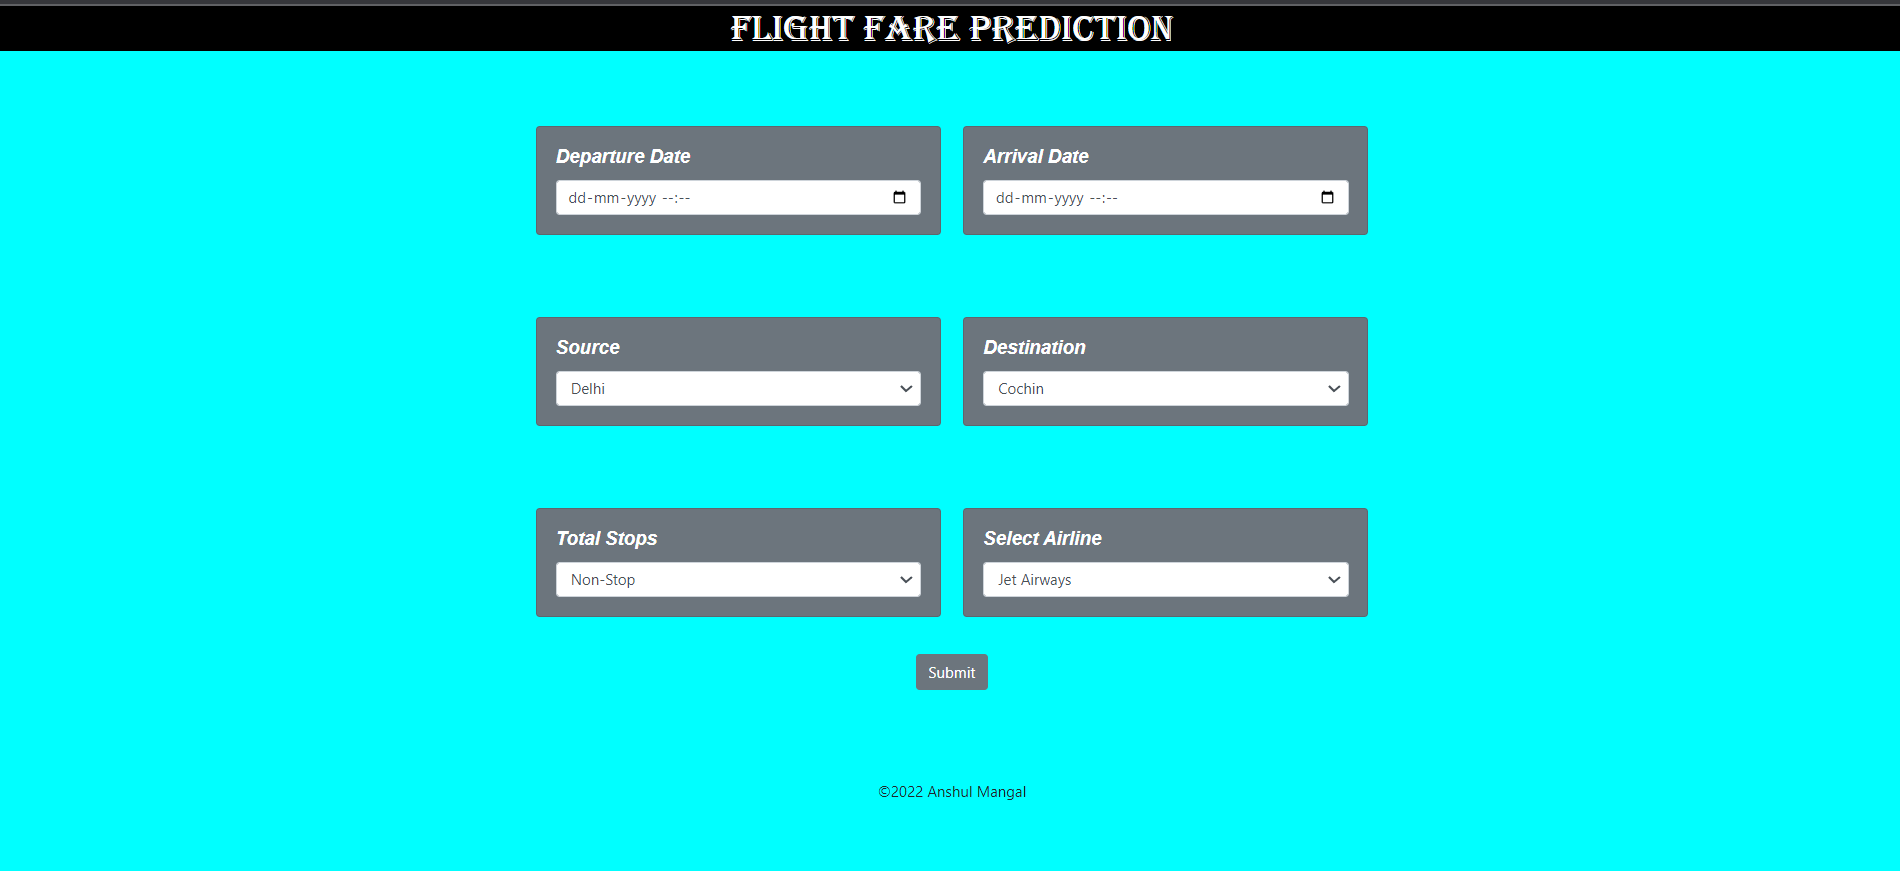 FLIGHT FARE PREDICTION
Departure Date
Arrival Date
dd-mm-yyyy --:--
dd-mm-yyyy --:--
Source
Destination
Delhi
Cochin
Total Stops
Select Airline
Non-Stop
Jet Airways
Submit
©2022 Anshul Mangal